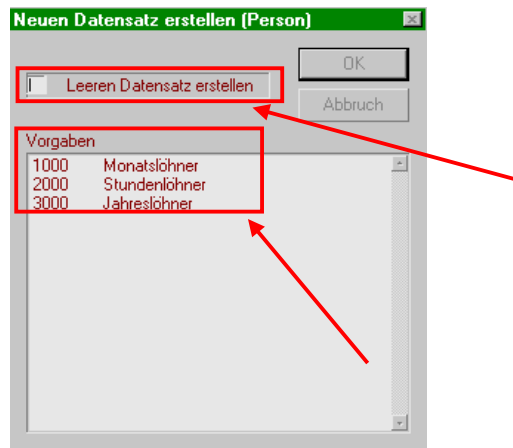 Neuen Datensatz erstellen (Person)
OK
Leeren Datensatz erstellen
Abbruch
Vorgaben
1000 Monatslöhner
2000 Stundenlöhner
3000 Jahreslöhner